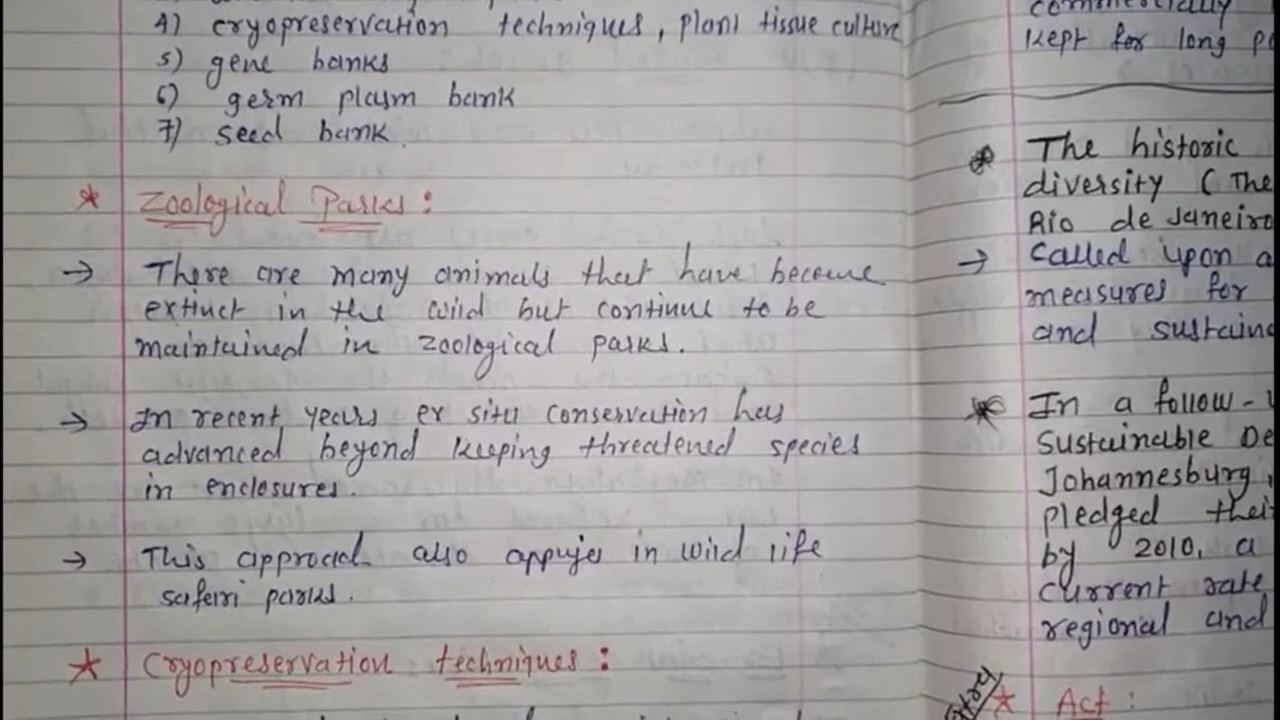 4) cryopreservation techniques, plant tissue culture
5) gene banks
6) germ plasm bank
7) seed bank.
* Zoological Parks :
→ There are many animals that have become
extinct in the wild but continue to be
maintained in zoological parks.
→ In recent years ex situ conservation has
advanced beyond keeping threatened species
in enclosures.
→ This approach also applies in wild life
safari parks.
* Cryopreservation techniques :
kept for long
* The historic
diversity ( The
Rio de Janeiro
→ called upon a
measures for
and
* In a follow-
Sustainable De
Johannesburg,
pledged their
by 2010, a
current rate
regional and
* Act :